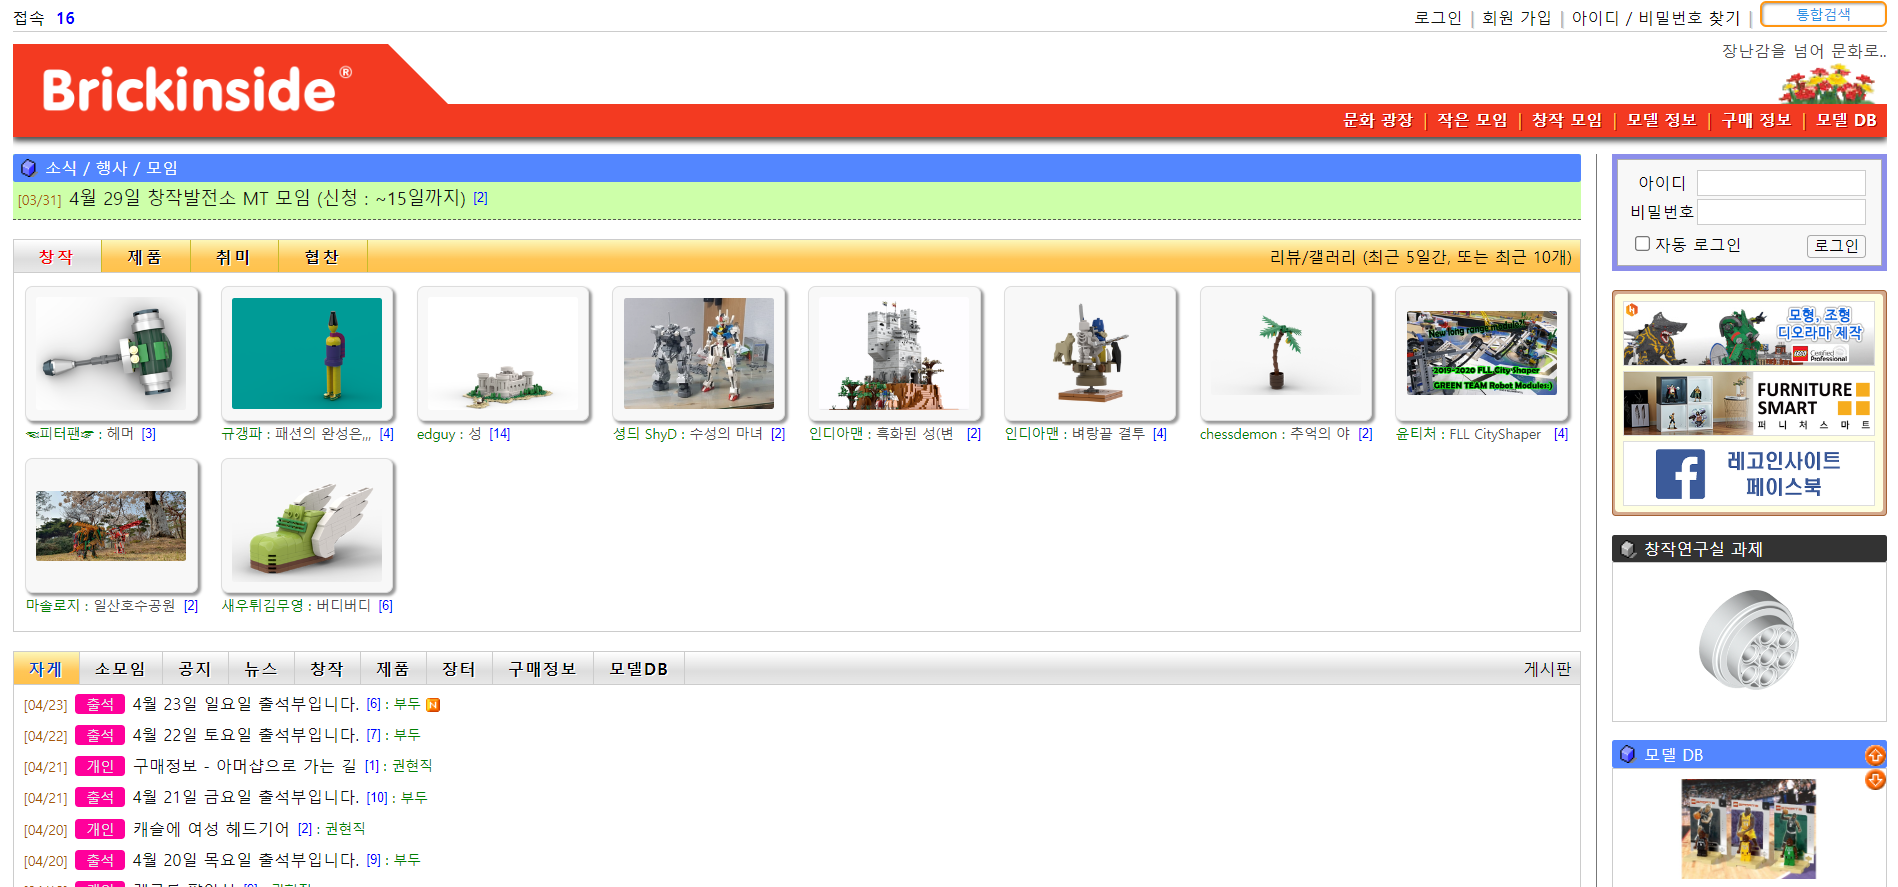 접속 16
로그인 | 회원 가입 | 아이디 / 비밀번호 찾기 | 통합검색
장난감을 넘어 문화로..
Brickinside®
문화 광장 | 작은 모임 | 창작 모임 | 모델 정보 | 구매 정보 | 모델 DB
소식 / 행사 / 모임
[03/31] 4월 29일 창작발전소 MT 모임 (신청 : ~15일까지) [2]
창작 제품 취미 협찬 리뷰/갤러리 (최근 5일간, 또는 최근 10개)
New long range module?!
2019-2020 FLL City Shaper
GREEN TEAM Robot Modules:)
☜피터팬☞ : 헤머 [3]
규갱파 : 패션의 완성은,,, [4]
edguy : 성 [14]
셩듸 ShyD : 수성의 마녀 [2]
인디아맨 : 흑화된 성(변 [2]
인디아맨 : 벼랑끝 결투 [4]
chessdemon : 추억의 야 [2]
윤티처 : FLL CityShaper [4]
마솔로지 : 일산호수공원 [2]
새우튀김무영 : 버디버디 [6]
자게 소모임 공지 뉴스 창작 제품 장터 구매정보 모델DB 게시판
[04/23] 출석 4월 23일 일요일 출석부입니다. [6] : 부두 N
[04/22] 출석 4월 22일 토요일 출석부입니다. [7] : 부두
[04/21] 개인 구매정보 - 아머샵으로 가는 길 [1] : 권현직
[04/21] 출석 4월 21일 금요일 출석부입니다. [10] : 부두
[04/20] 개인 캐슬에 여성 헤드기어 [2] : 권현직
[04/20] 출석 4월 20일 목요일 출석부입니다. [9] : 부두
아이디
비밀번호
자동 로그인 로그인
모형, 조형
디오라마 제작
LEGO Certified Professional
FURNITURE
SMART
퍼니처스마트
레고인사이트
페이스북
창작연구실 과제
모델 DB